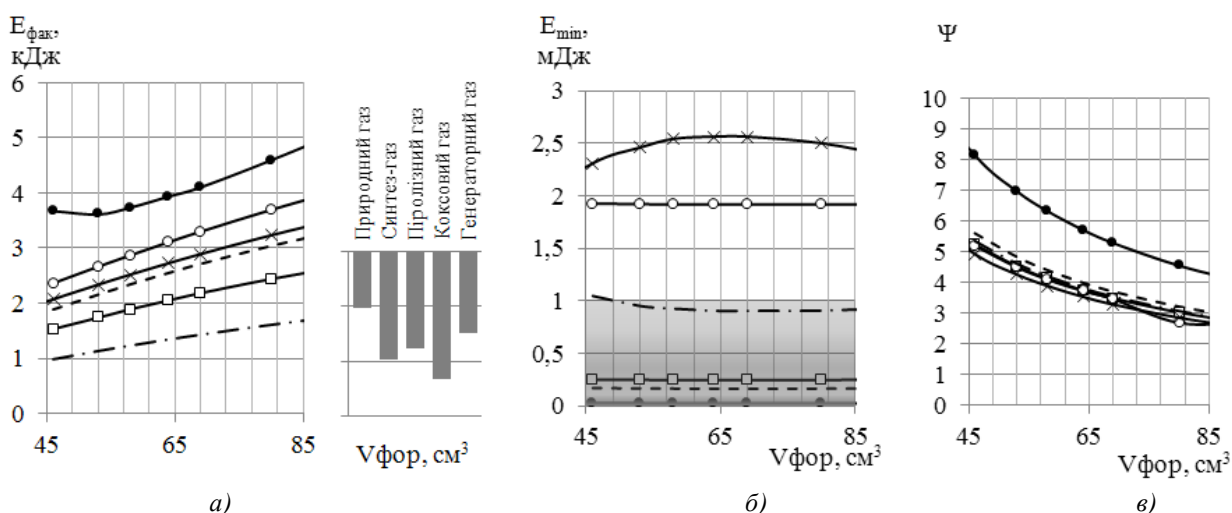 Eфак,
кДж
6
5
4
3
2
1
0
45
65
85
Природний газ
Синтез-газ
Піролізний газ
Коксовий газ
Генераторний газ
Vфор, см³
а)
Emin,
мДж
3
2,5
2
1,5
1
0,5
0
45
65
85
Vфор, см³
б)
Ψ
10
9
8
7
6
5
4
3
2
1
0
45
65
85
Vфор, см³
в)